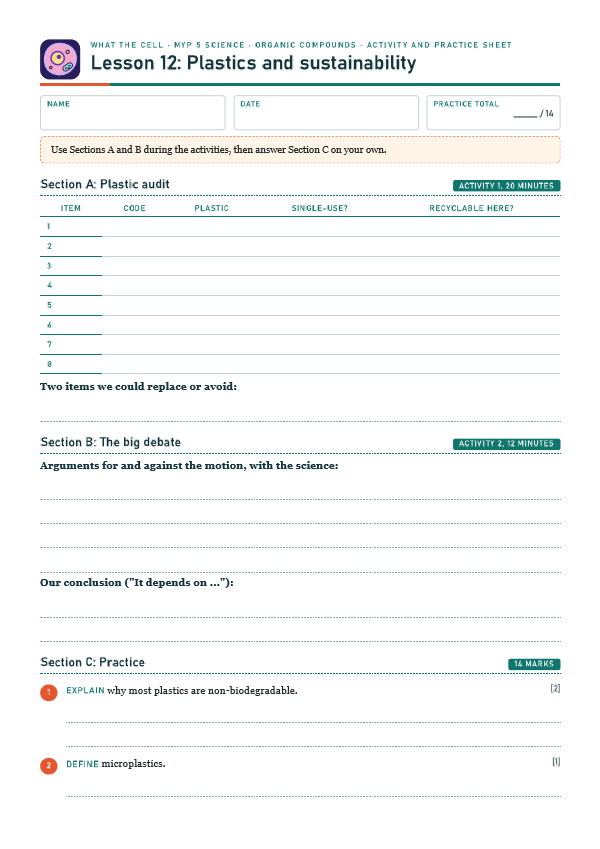 WHAT THE CELL · MYP 5 SCIENCE · ORGANIC COMPOUNDS · ACTIVITY AND PRACTICE SHEET
Lesson 12: Plastics and sustainability
NAME
DATE
PRACTICE TOTAL
_____ / 14
Use Sections A and B during the activities, then answer Section C on your own.
Section A: Plastic audit
ACTIVITY 1, 20 MINUTES
ITEM CODE PLASTIC SINGLE-USE? RECYCLABLE HERE?
1
2
3
4
5
6
7
8
Two items we could replace or avoid:
Section B: The big debate
ACTIVITY 2, 12 MINUTES
Arguments for and against the motion, with the science:
Our conclusion ("It depends on ..."):
Section C: Practice
14 MARKS
1 EXPLAIN why most plastics are non-biodegradable. [2]
2 DEFINE microplastics. [1]